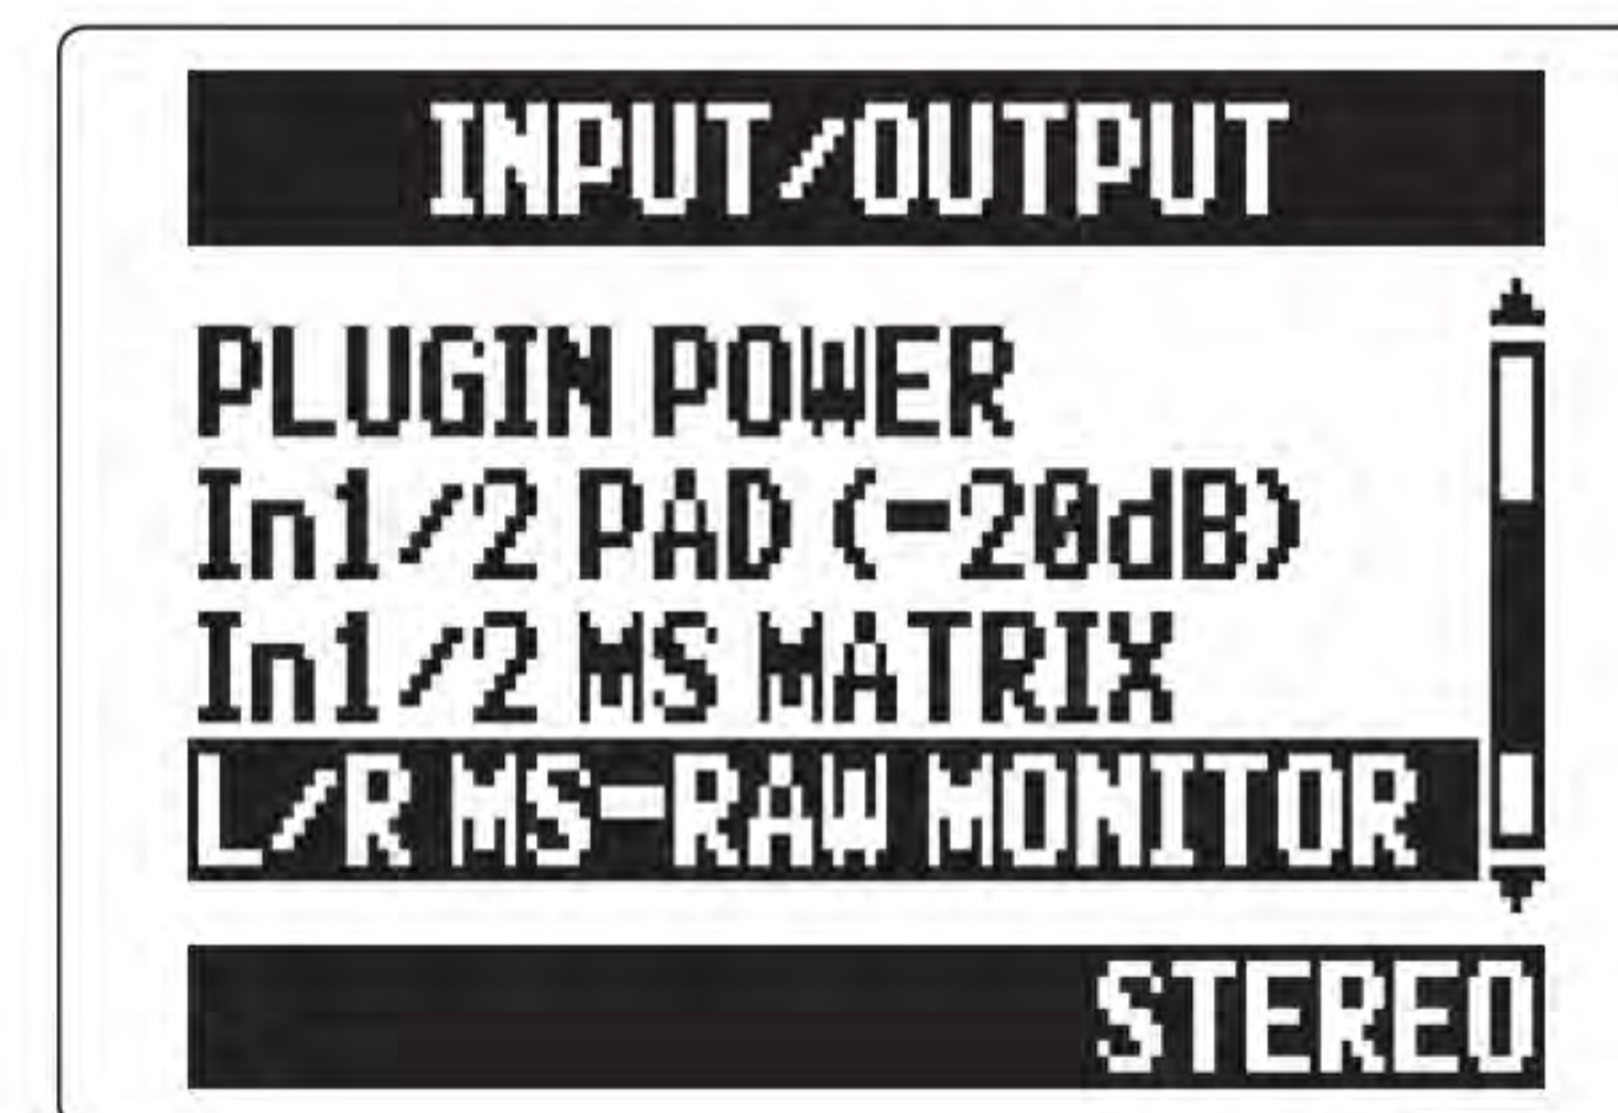 INPUT/OUTPUT
PLUGIN POWER
In1/2 PAD (-20dB)
In1/2 MS MATRIX
L/R MS-RAW MONITOR
STEREO